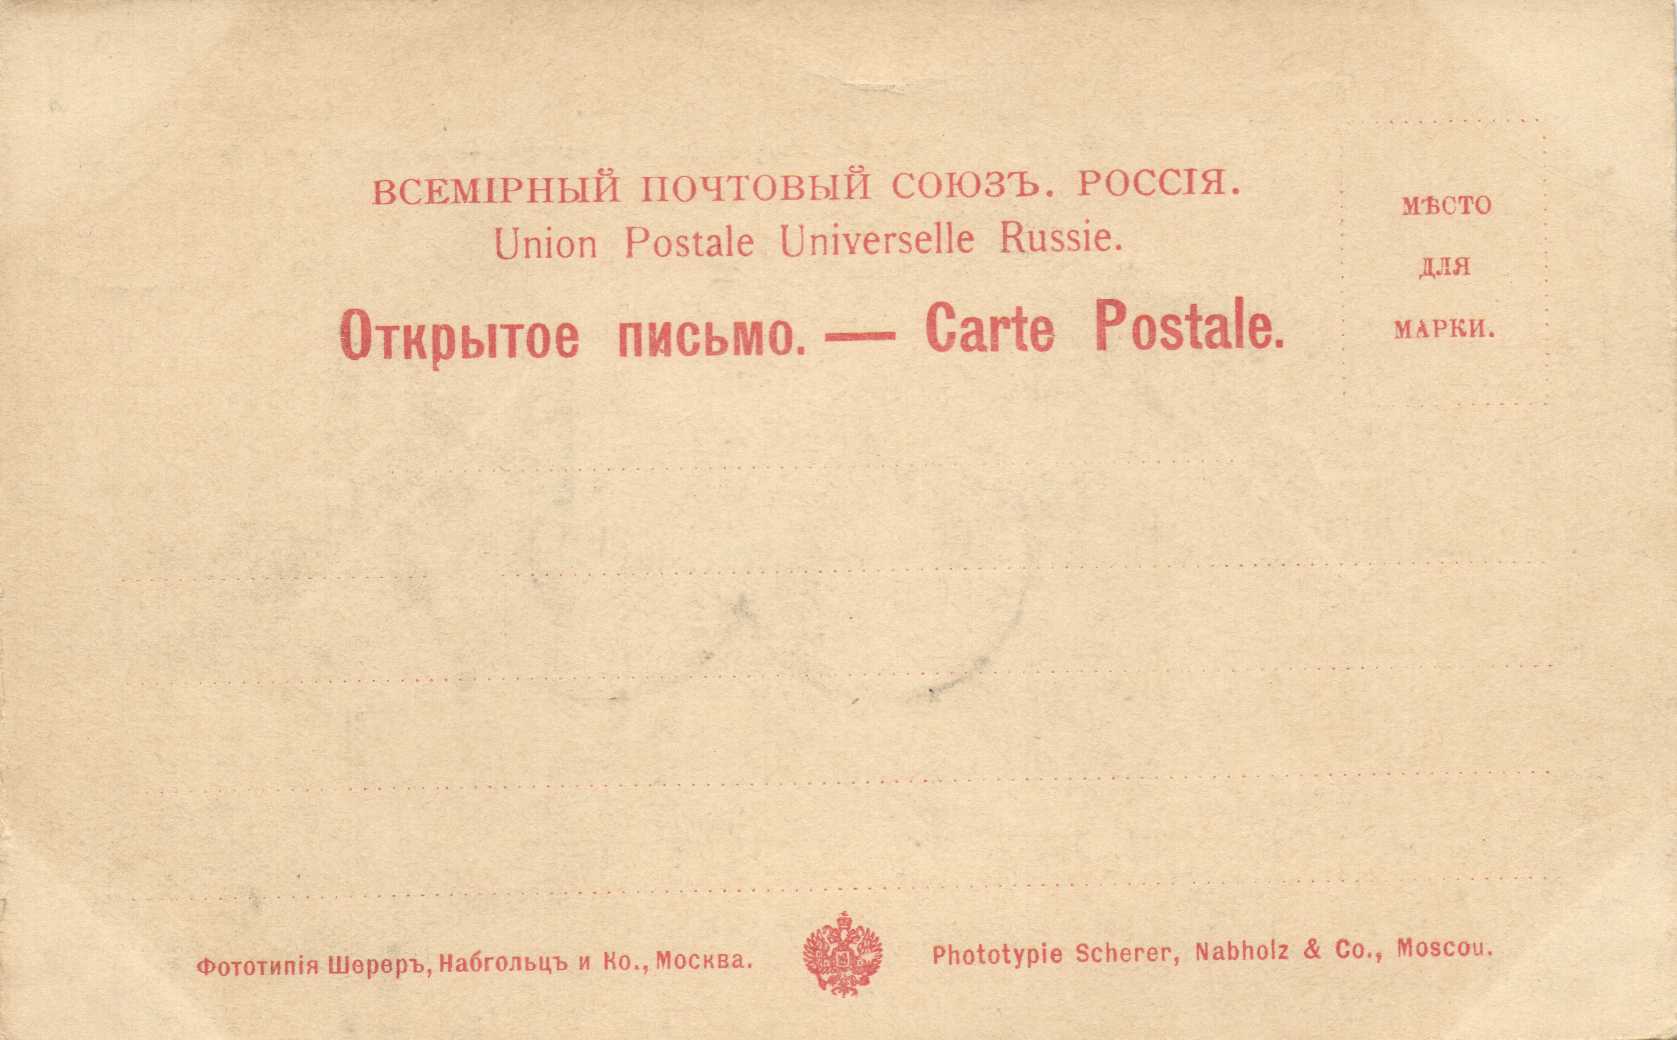 ВСЕМІРНЫЙ ПОЧТОВЫЙ СОЮЗЪ. РОССІЯ.
Union Postale Universelle Russie.
Открытое письмо. — Carte Postale.
МѢСТО
ДЛЯ
МАРКИ.
Фототипія Шереръ, Набгольцъ и Ко., Москва.
Phototypie Scherer, Nabholz & Co., Moscou.